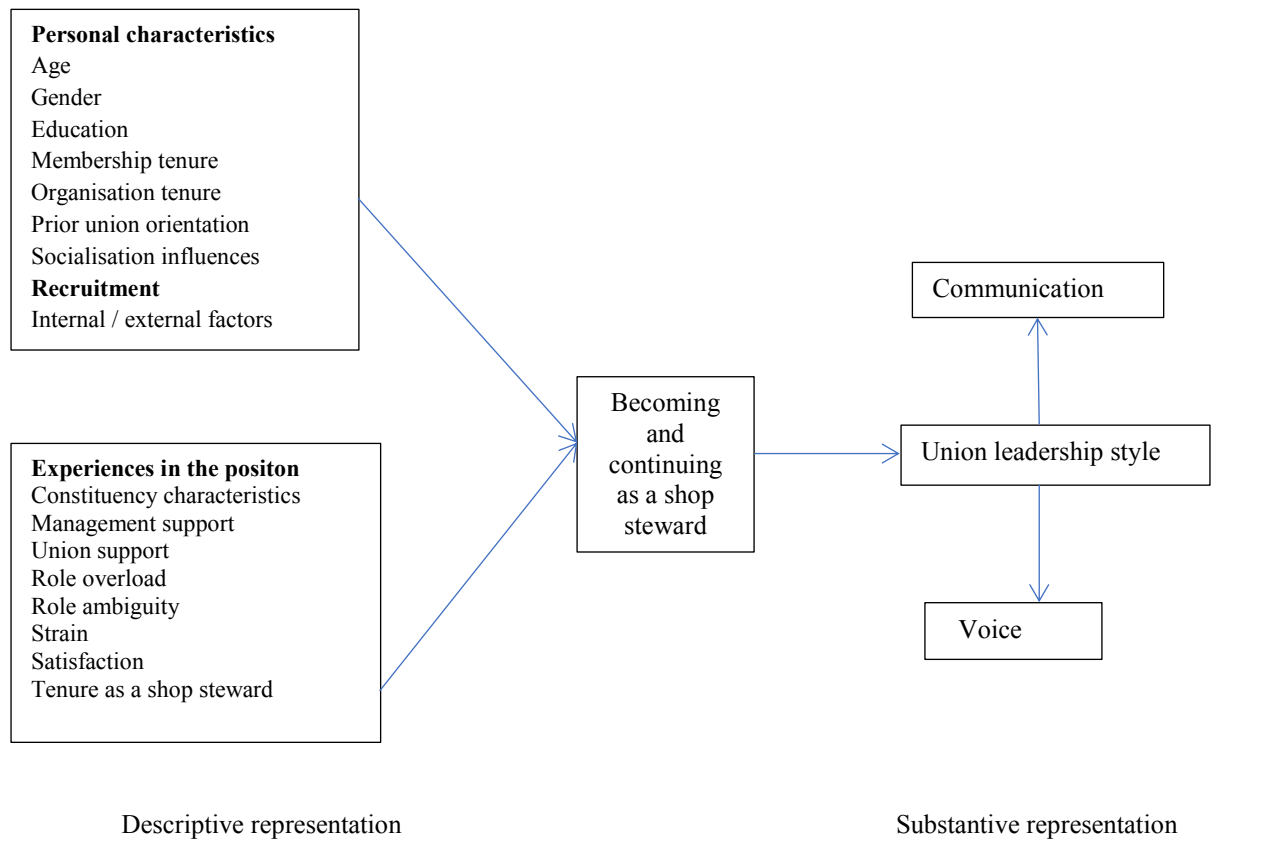 Personal characteristics
Age
Gender
Education
Membership tenure
Organisation tenure
Prior union orientation
Socialisation influences
Recruitment
Internal / external factors
Experiences in the positon
Constituency characteristics
Management support
Union support
Role overload
Role ambiguity
Strain
Satisfaction
Tenure as a shop steward
Becoming
and
continuing
as a shop
steward
Communication
Union leadership style
Voice
Descriptive representation
Substantive representation